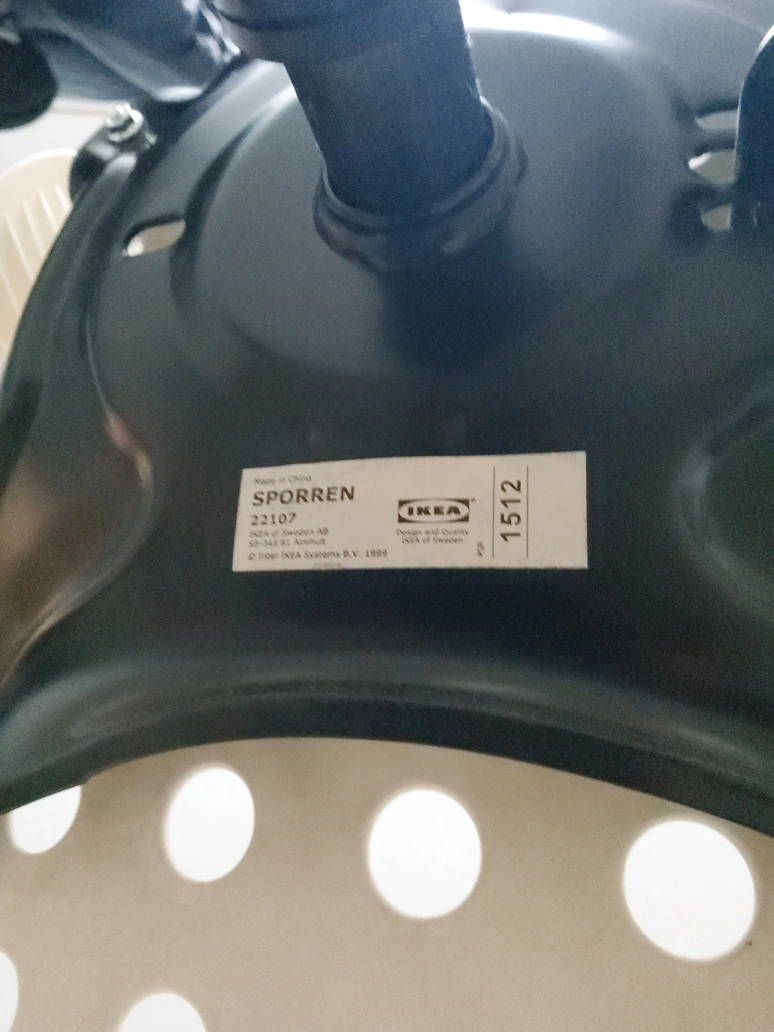 Made in China
SPORREN
22107
IKEA of Sweden AB
SE-343 81 Älmhult
© Inter IKEA Systems B.V. 1999
IKEA
Design and Quality
IKEA of Sweden
1512